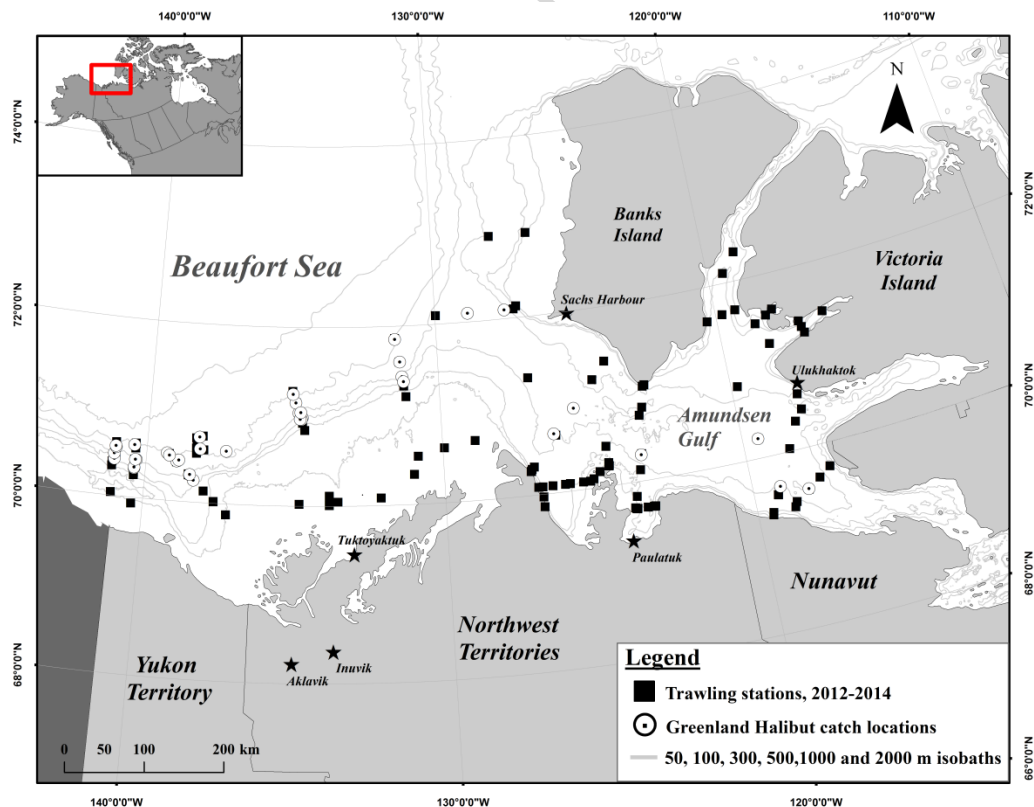 140°0'0"W
130°0'0"W
120°0'0"W
110°0'0"W
N
74°0'0"N
72°0'0"N
70°0'0"N
68°0'0"N
72°0'0"N
70°0'0"N
68°0'0"N
66°0'0"N
Banks
Island
Victoria
Island
Beaufort Sea
Sachs Harbour
Ulukhaktok
Amundsen
Gulf
Tuktoyaktuk
Paulatuk
Nunavut
Northwest
Territories
Inuvik
Aklavik
Yukon
Territory
Legend
Trawling stations, 2012-2014
Greenland Halibut catch locations
50, 100, 300, 500,1000 and 2000 m isobaths
0 50 100 200 km
140°0'0"W
130°0'0"W
120°0'0"W